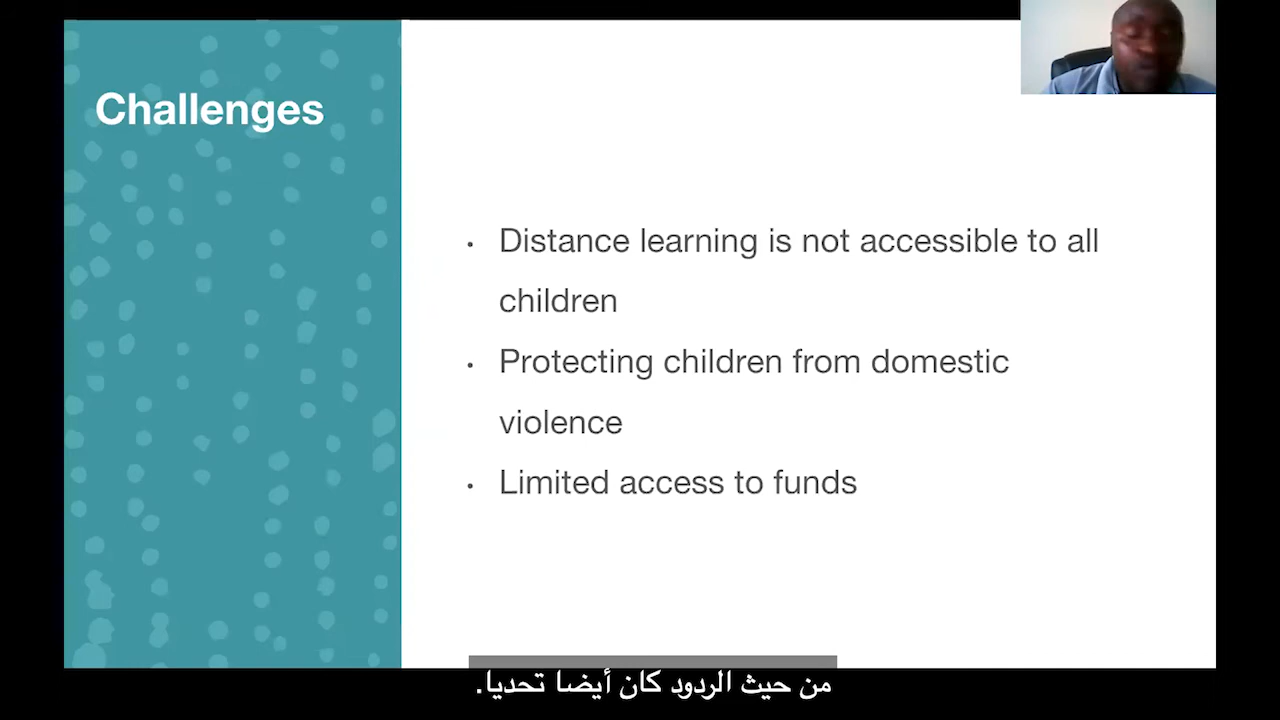 Challenges
• Distance learning is not accessible to all
children
• Protecting children from domestic
violence
• Limited access to funds
من حيث الردود كان أيضا تحديا.